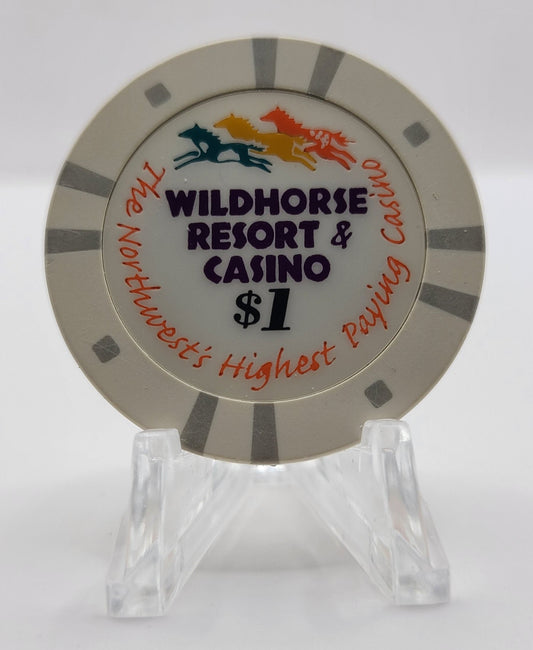 WILDHORSE
RESORT &
CASINO
$1
The Northwest's Highest Paying Casino